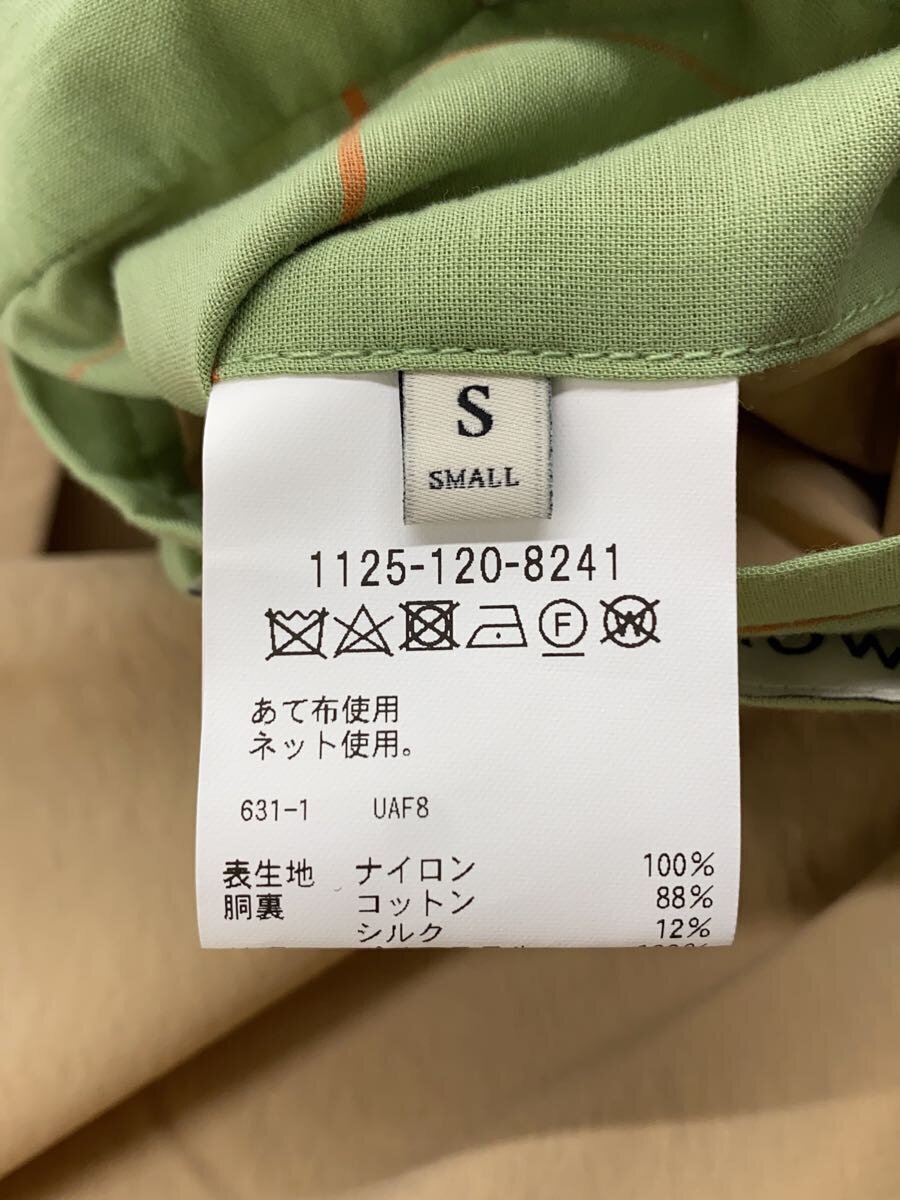 S
SMALL
1125-120-8241
F
W
あて布使用
ネット使用。
631-1 UAF8
表生地 ナイロン 100%
胴裏 コットン 88%
シルク 12%